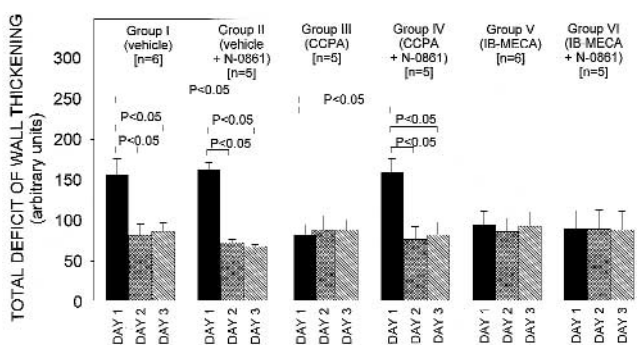 TOTAL DEFICIT OF WALL THICKENING
(arbitrary units)
300
250
200
150
100
50
0
Group I
(vehicle)
[n=6]
Group II
(vehicle
+ N-0861)
[n=5]
Group III
(CCPA)
[n=5]
Group IV
(CCPA
+ N-0861)
[n=5]
Group V
(IB-MECA)
[n=6]
Group VI
(IB-MECA
+ N-0861)
[n=5]
P<0.05
P<0.05
P<0.05
P<0.05
P<0.05
P<0.05
P<0.05
P<0.05
DAY 1
DAY 2
DAY 3
DAY 1
DAY 2
DAY 3
DAY 1
DAY 2
DAY 3
DAY 1
DAY 2
DAY 3
DAY 1
DAY 2
DAY 3
DAY 1
DAY 2
DAY 3